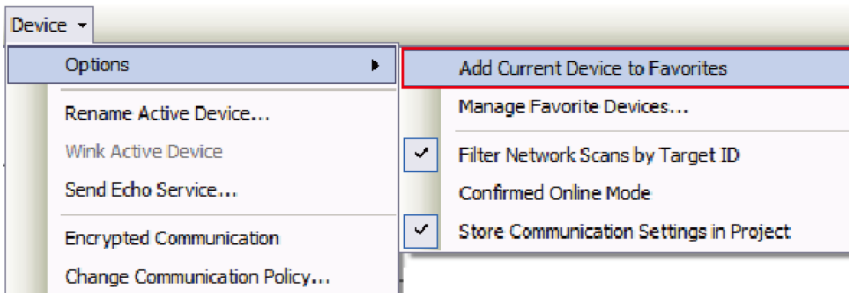 Device
Options
Rename Active Device...
Wink Active Device
Send Echo Service...
Encrypted Communication
Change Communication Policy...
Add Current Device to Favorites
Manage Favorite Devices...
Filter Network Scans by Target ID
Confirmed Online Mode
Store Communication Settings in Project